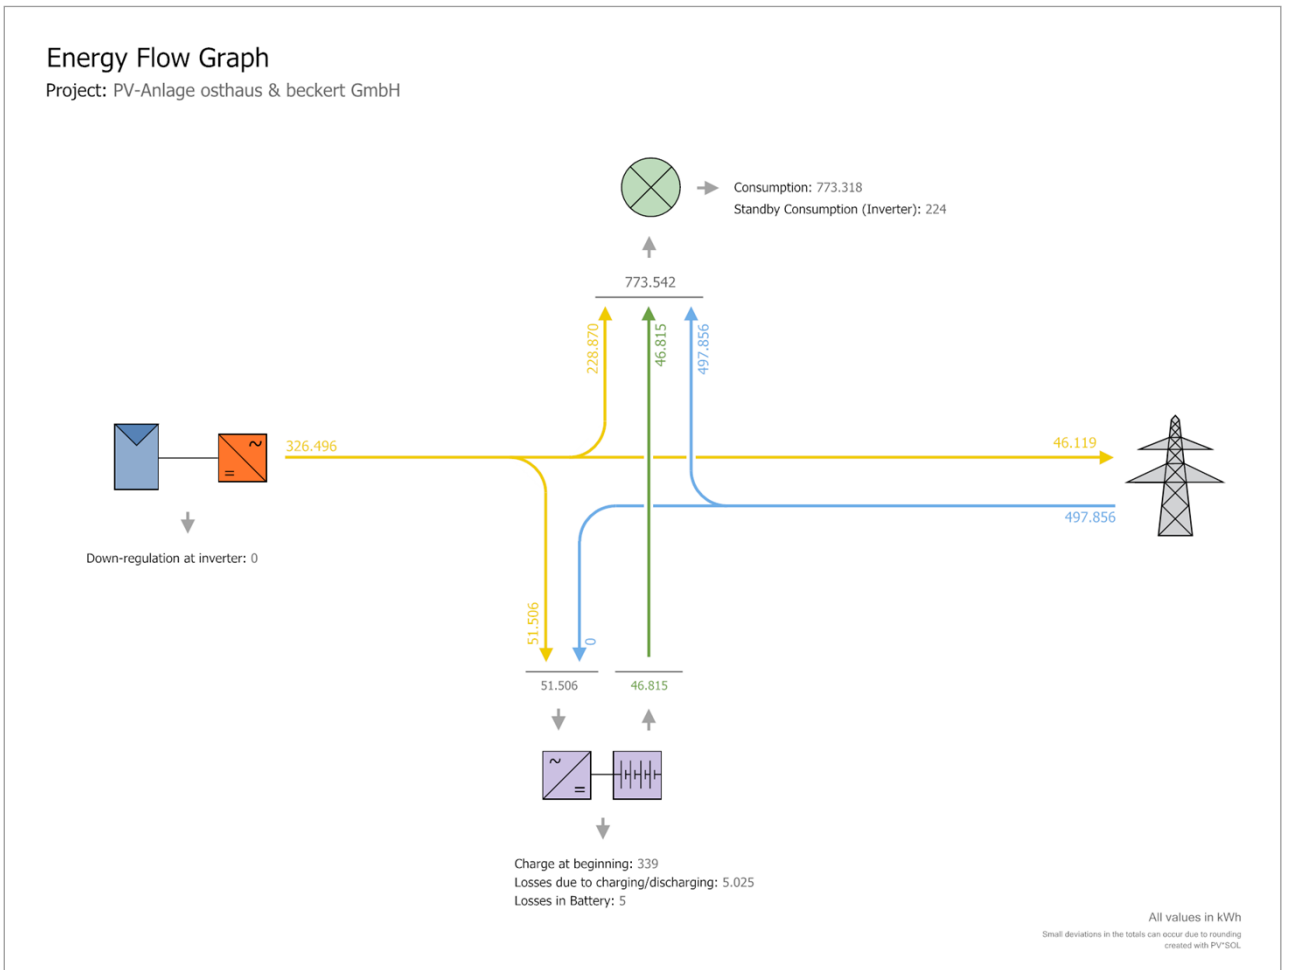 Energy Flow Graph
Project: PV-Anlage osthaus & beckert GmbH
Consumption: 773.318
Standby Consumption (Inverter): 224
773.542
228.870
46.815
497.856
326.496
46.119
497.856
Down-regulation at inverter: 0
51.506
0
51.506
46.815
Charge at beginning: 339
Losses due to charging/discharging: 5.025
Losses in Battery: 5
All values in kWh
Small deviations in the totals can occur due to rounding
created with PV*SOL